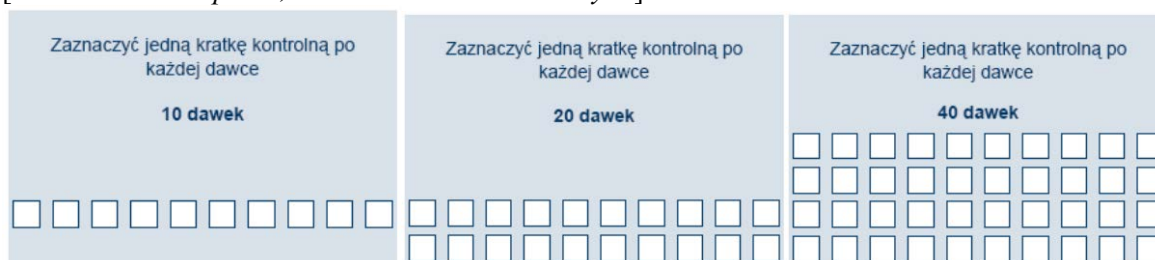 Zaznaczyć jedną kratkę kontrolną po
każdej dawce
10 dawek
Zaznaczyć jedną kratkę kontrolną po
każdej dawce
20 dawek
Zaznaczyć jedną kratkę kontrolną po
każdej dawce
40 dawek